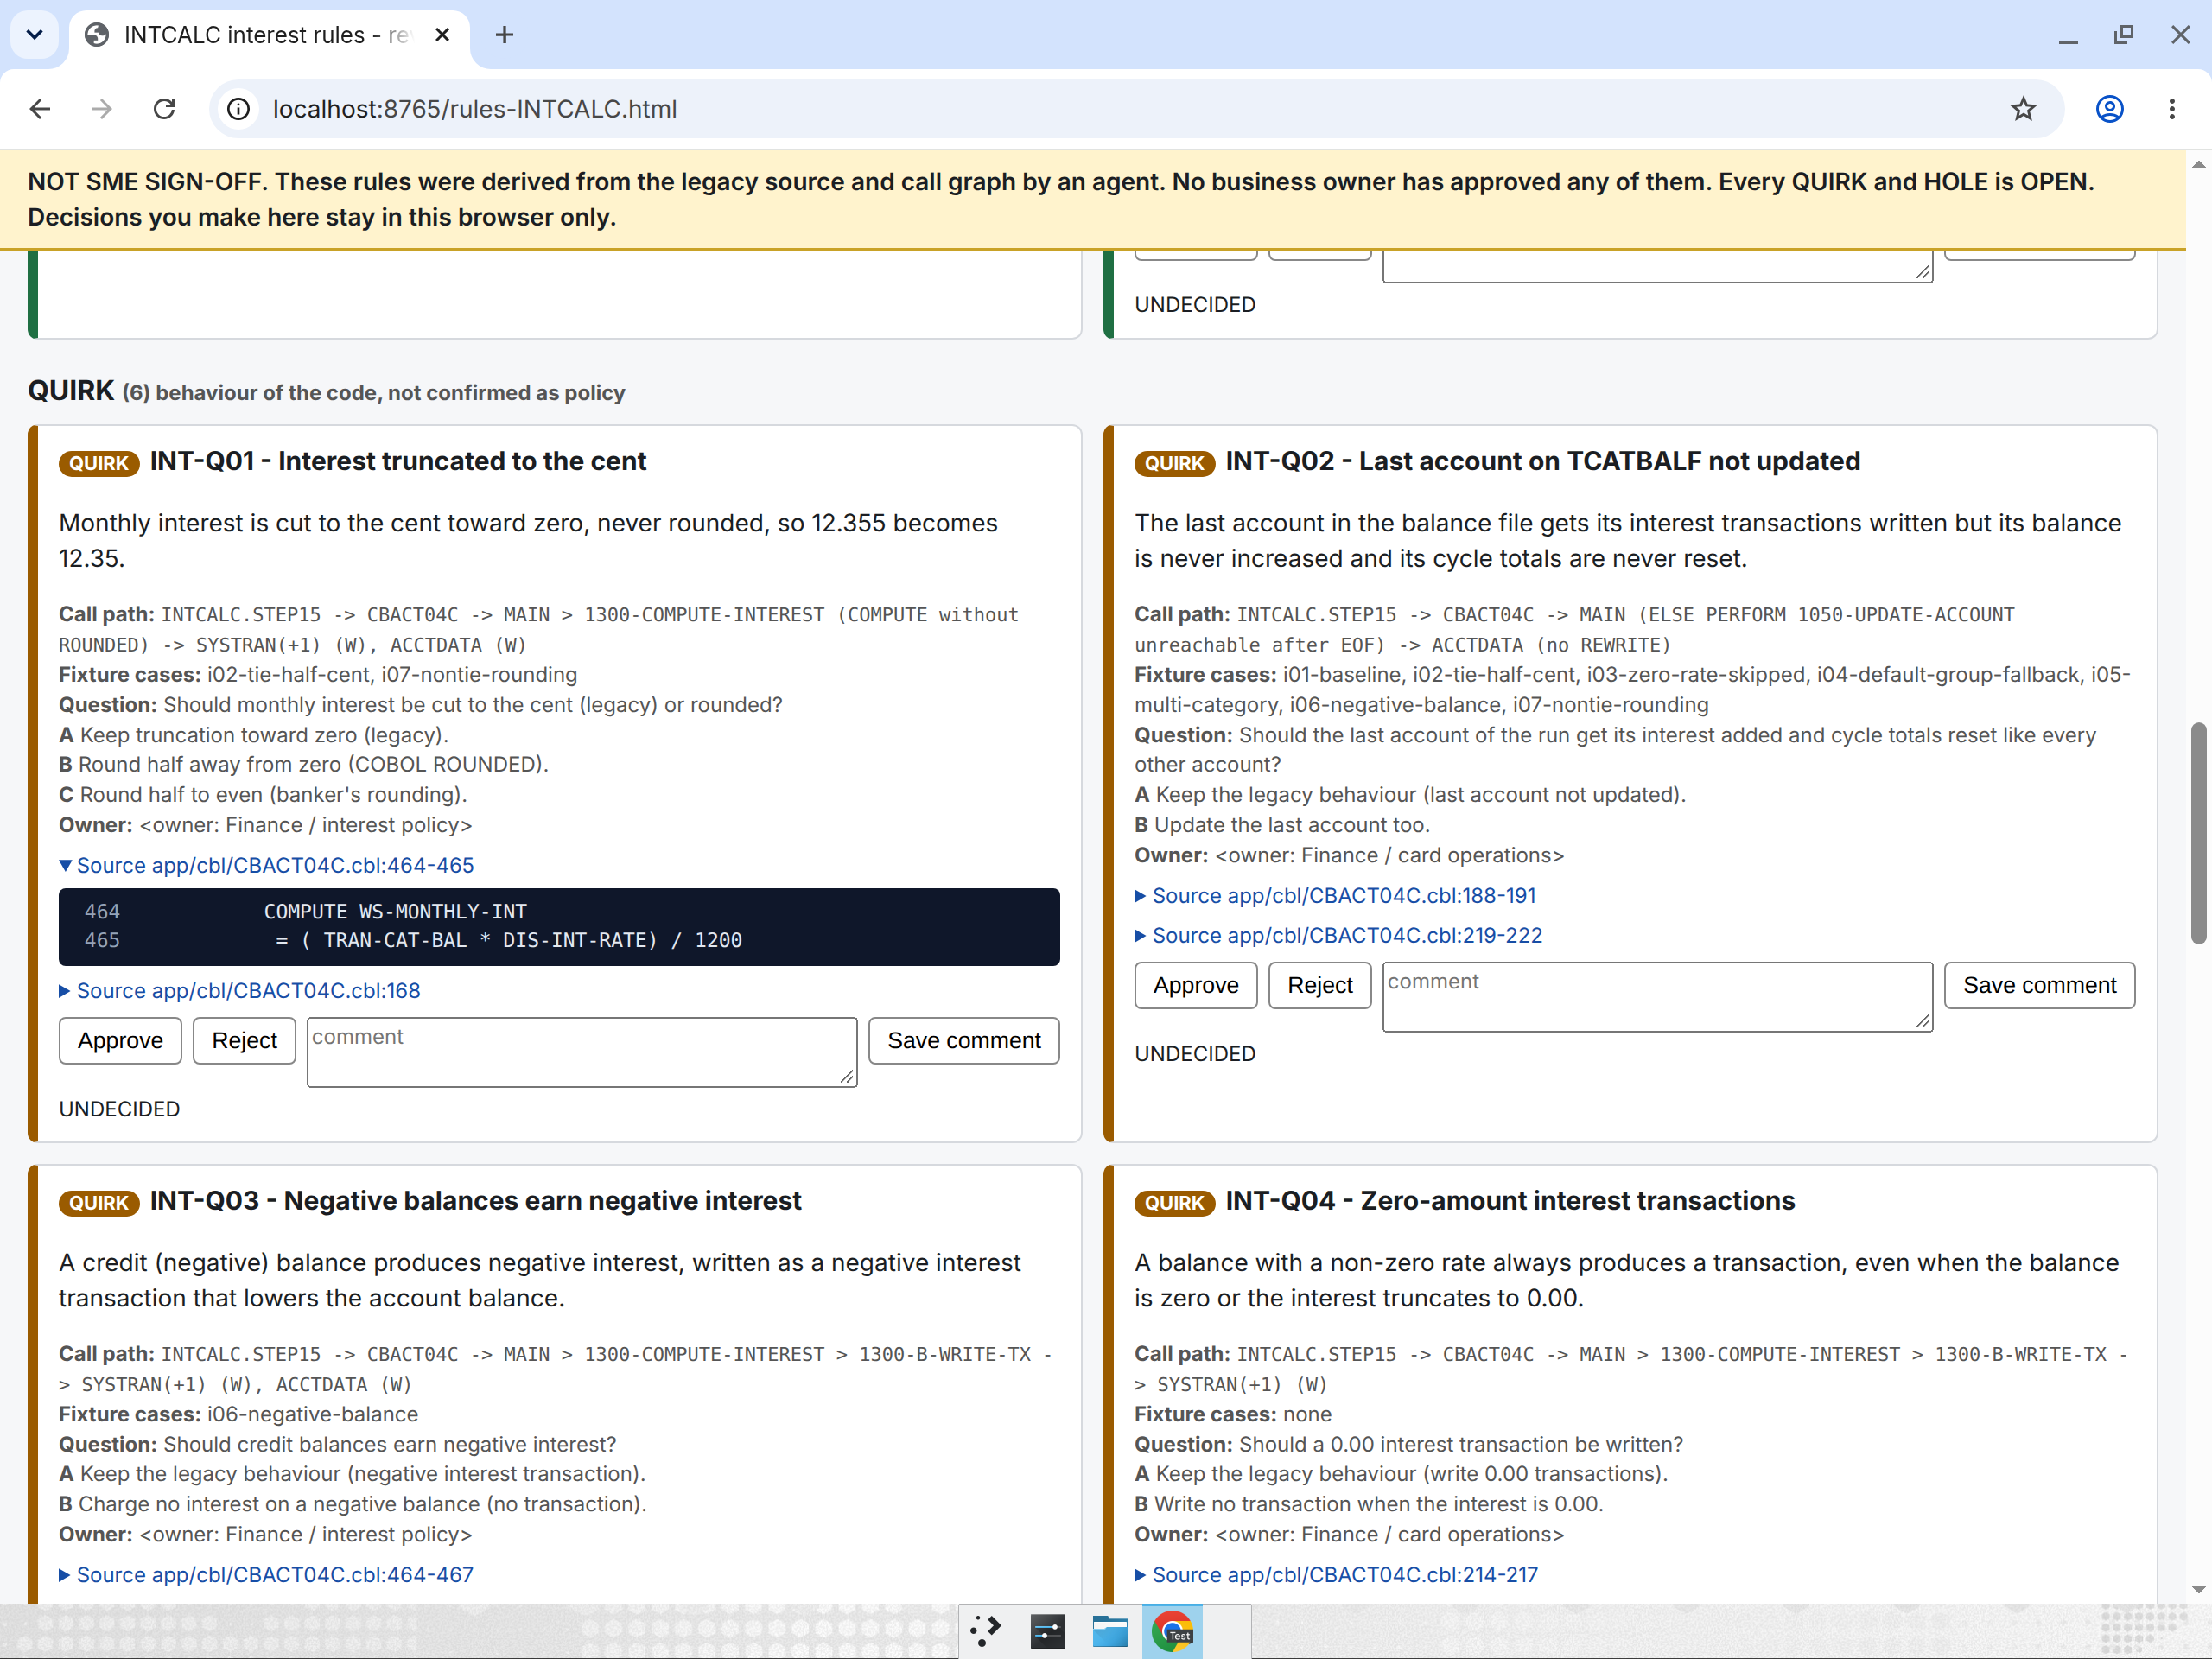 INTCALC interest rules - re
localhost:8765/rules-INTCALC.html
NOT SME SIGN-OFF. These rules were derived from the legacy source and call graph by an agent. No business owner has approved any of them. Every QUIRK and HOLE is OPEN.
Decisions you make here stay in this browser only.
UNDECIDED
QUIRK (6) behaviour of the code, not confirmed as policy
QUIRK INT-Q01 - Interest truncated to the cent
Monthly interest is cut to the cent toward zero, never rounded, so 12.355 becomes
12.35.
Call path: INTCALC.STEP15 -> CBACT04C -> MAIN > 1300-COMPUTE-INTEREST (COMPUTE without
ROUNDED) -> SYSTRAN(+1) (W), ACCTDATA (W)
Fixture cases: i02-tie-half-cent, i07-nontie-rounding
Question: Should monthly interest be cut to the cent (legacy) or rounded?
A Keep truncation toward zero (legacy).
B Round half away from zero (COBOL ROUNDED).
C Round half to even (banker's rounding).
Owner: <owner: Finance / interest policy>
Source app/cbl/CBACT04C.cbl:464-465
464 COMPUTE WS-MONTHLY-INT
465 = ( TRAN-CAT-BAL * DIS-INT-RATE) / 1200
Source app/cbl/CBACT04C.cbl:168
Approve Reject comment Save comment
UNDECIDED
QUIRK INT-Q02 - Last account on TCATBALF not updated
The last account in the balance file gets its interest transactions written but its balance
is never increased and its cycle totals are never reset.
Call path: INTCALC.STEP15 -> CBACT04C -> MAIN (ELSE PERFORM 1050-UPDATE-ACCOUNT
unreachable after EOF) -> ACCTDATA (no REWRITE)
Fixture cases: i01-baseline, i02-tie-half-cent, i03-zero-rate-skipped, i04-default-group-fallback, i05-
multi-category, i06-negative-balance, i07-nontie-rounding
Question: Should the last account of the run get its interest added and cycle totals reset like every
other account?
A Keep the legacy behaviour (last account not updated).
B Update the last account too.
Owner: <owner: Finance / card operations>
Source app/cbl/CBACT04C.cbl:188-191
Source app/cbl/CBACT04C.cbl:219-222
Approve Reject comment Save comment
UNDECIDED
QUIRK INT-Q03 - Negative balances earn negative interest
A credit (negative) balance produces negative interest, written as a negative interest
transaction that lowers the account balance.
Call path: INTCALC.STEP15 -> CBACT04C -> MAIN > 1300-COMPUTE-INTEREST > 1300-B-WRITE-TX -
> SYSTRAN(+1) (W), ACCTDATA (W)
Fixture cases: i06-negative-balance
Question: Should credit balances earn negative interest?
A Keep the legacy behaviour (negative interest transaction).
B Charge no interest on a negative balance (no transaction).
Owner: <owner: Finance / interest policy>
Source app/cbl/CBACT04C.cbl:464-467
QUIRK INT-Q04 - Zero-amount interest transactions
A balance with a non-zero rate always produces a transaction, even when the balance
is zero or the interest truncates to 0.00.
Call path: INTCALC.STEP15 -> CBACT04C -> MAIN > 1300-COMPUTE-INTEREST > 1300-B-WRITE-TX -
> SYSTRAN(+1) (W)
Fixture cases: none
Question: Should a 0.00 interest transaction be written?
A Keep the legacy behaviour (write 0.00 transactions).
B Write no transaction when the interest is 0.00.
Owner: <owner: Finance / card operations>
Source app/cbl/CBACT04C.cbl:214-217
Test